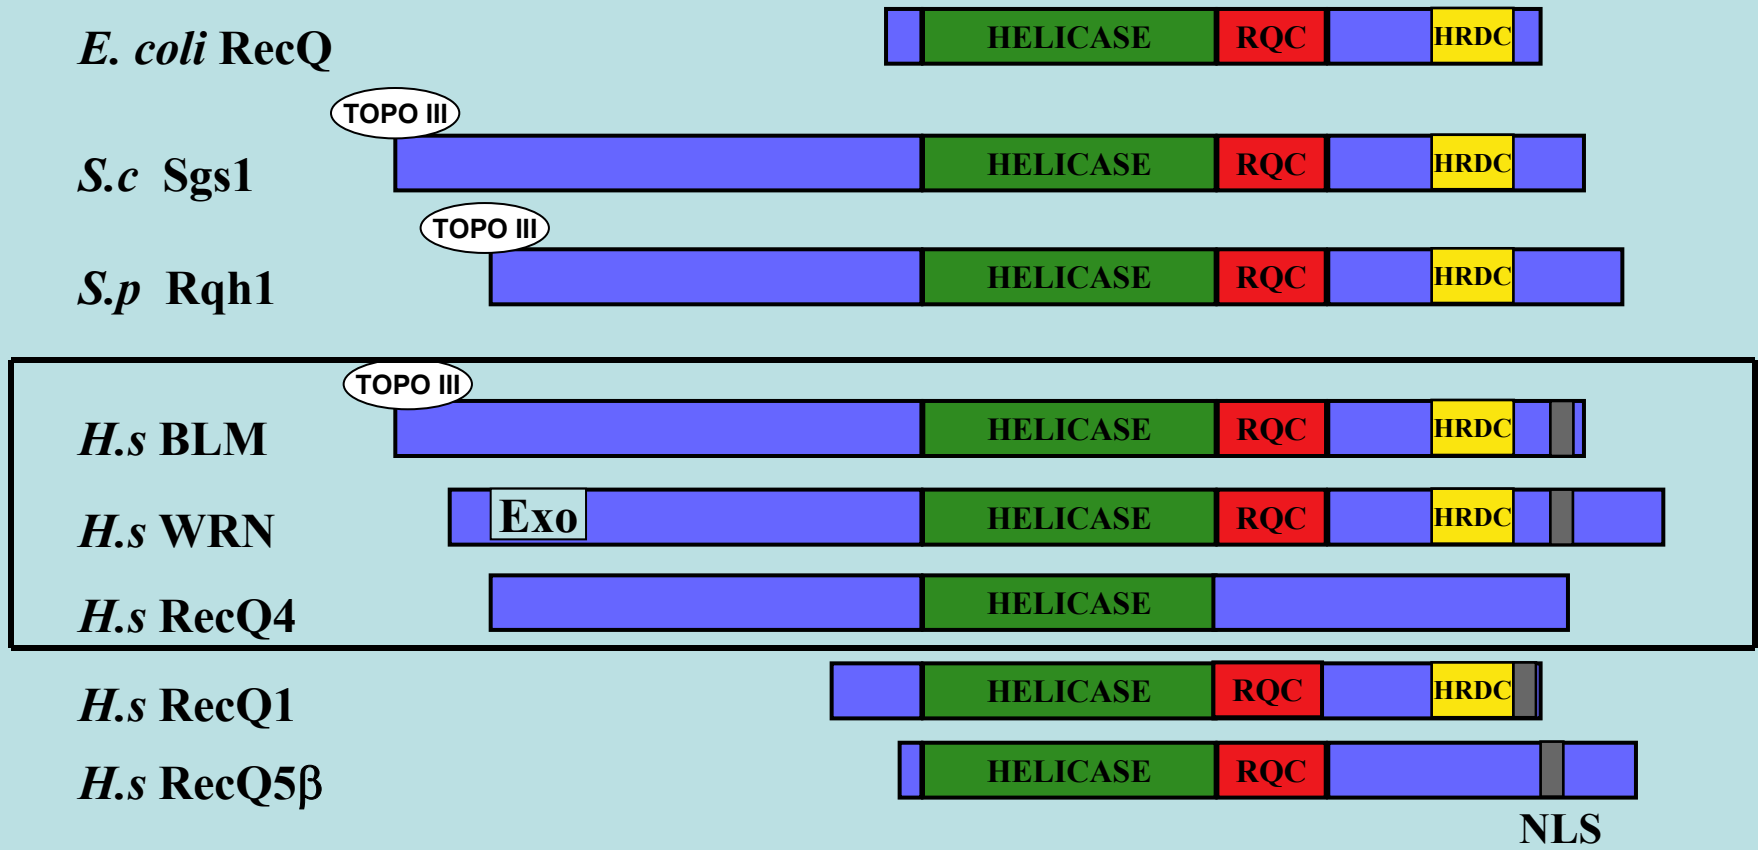 E. coli RecQ HELICASE RQC HRDC
TOPO III
S.c Sgs1 HELICASE RQC HRDC
TOPO III
S.p Rqh1 HELICASE RQC HRDC
TOPO III
H.s BLM HELICASE RQC HRDC
H.s WRN Exo HELICASE RQC HRDC
H.s RecQ4 HELICASE
H.s RecQ1 HELICASE RQC HRDC
H.s RecQ5β HELICASE RQC
NLS